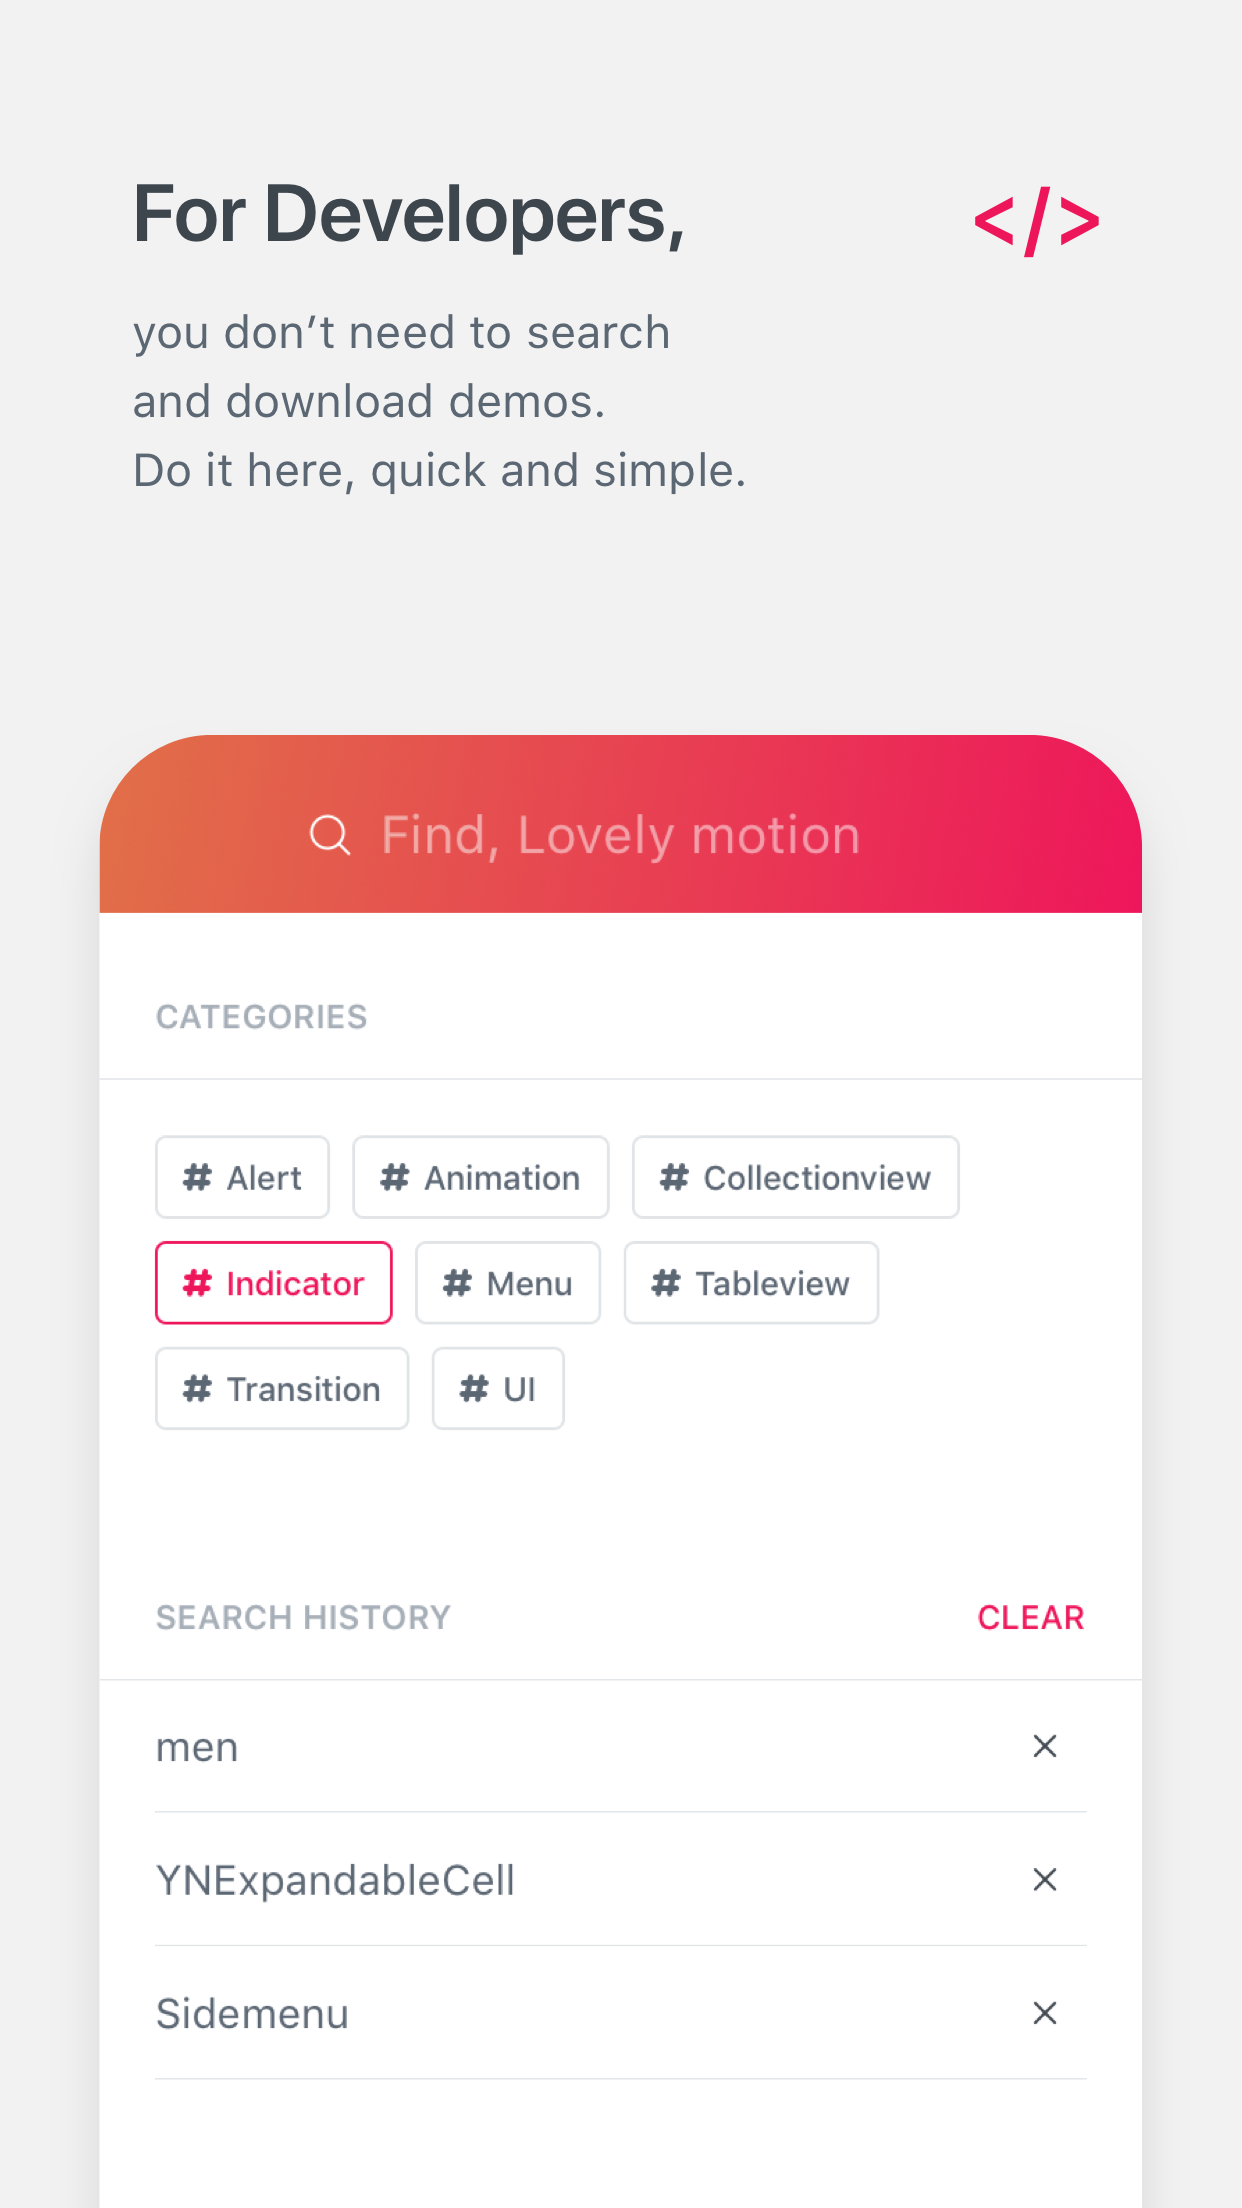 For Developers,
</>
you don’t need to search
and download demos.
Do it here, quick and simple.
Find, Lovely motion
CATEGORIES
# Alert # Animation # Collectionview
# Indicator # Menu # Tableview
# Transition # UI
SEARCH HISTORY CLEAR
men
YNExpandableCell
Sidemenu